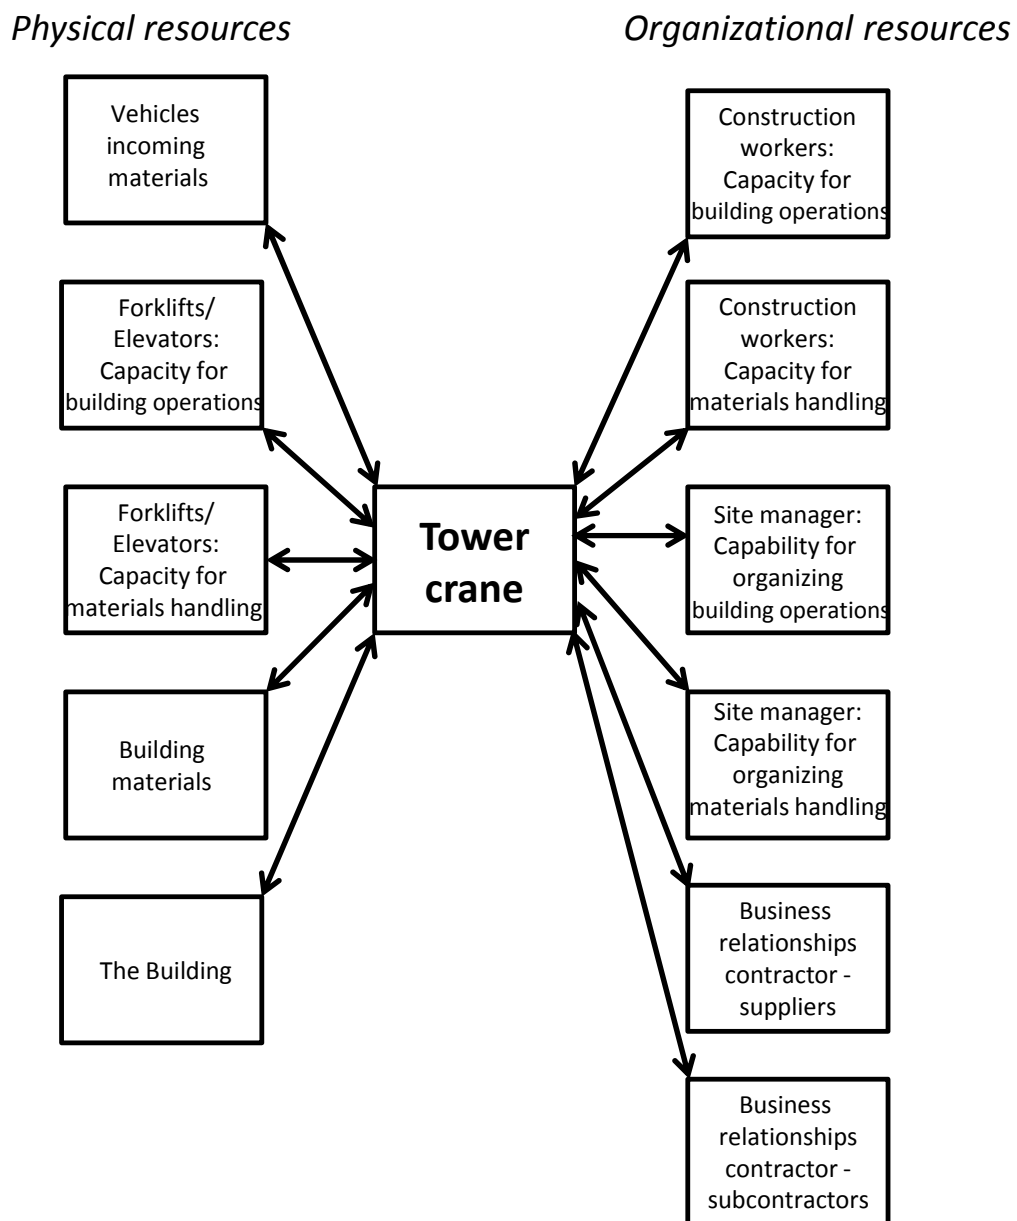 Physical resources
Organizational resources
Vehicles
incoming
materials
Forklifts/
Elevators:
Capacity for
building operations
Forklifts/
Elevators:
Capacity for
materials handling
Building
materials
The Building
Tower
crane
Construction
workers:
Capacity for
building operations
Construction
workers:
Capacity for
materials handling
Site manager:
Capability for
organizing
building operations
Site manager:
Capability for
organizing
materials handling
Business
relationships
contractor -
suppliers
Business
relationships
contractor -
subcontractors